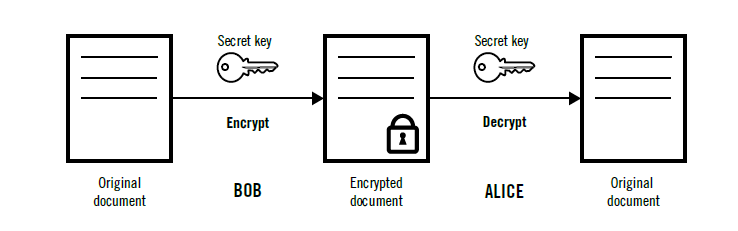 Secret key
Secret key
Encrypt
Decrypt
Original
document
BOB
Encrypted
document
ALICE
Original
document